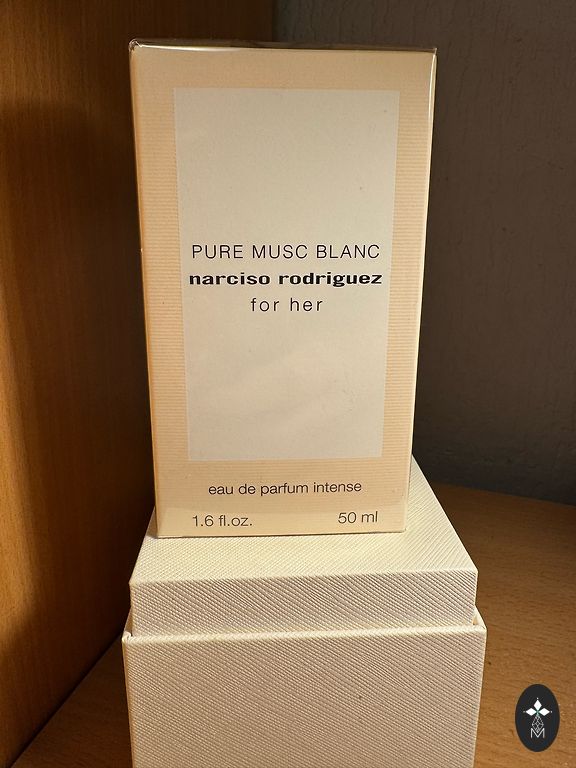 PURE MUSC BLANC
narciso rodriguez
for her
eau de parfum intense
1.6 fl.oz. 50 ml
M